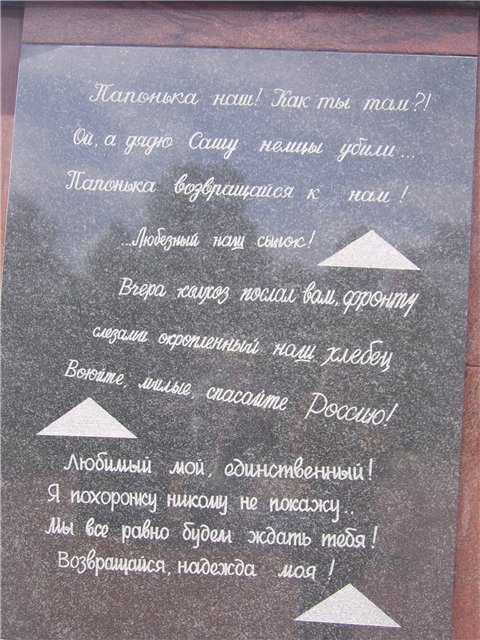 Папонька наш! Как ты там?!
Ой, а дядю Сашу немцы убили...
Папонька возвращайся к нам!
...Любезный наш сынок!
Вчера колхоз послал вам, фронту
слезами окропленный наш хлебец
Воюйте, милые, спасайте Россию!
Любимый мой, единственный!
Я похоронку никому не покажу..
Мы все равно будем ждать тебя!
Возвращайся, надежда моя!